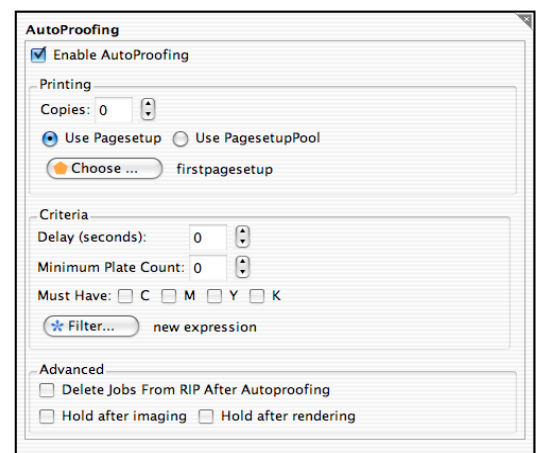 AutoProofing
Enable AutoProofing
Printing
Copies: 0
Use Pagesetup Use PagesetupPool
Choose ... firstpagesetup
Criteria
Delay (seconds): 0
Minimum Plate Count: 0
Must Have: C M Y K
Filter... new expression
Advanced
Delete Jobs From RIP After Autoproofing
Hold after imaging Hold after rendering